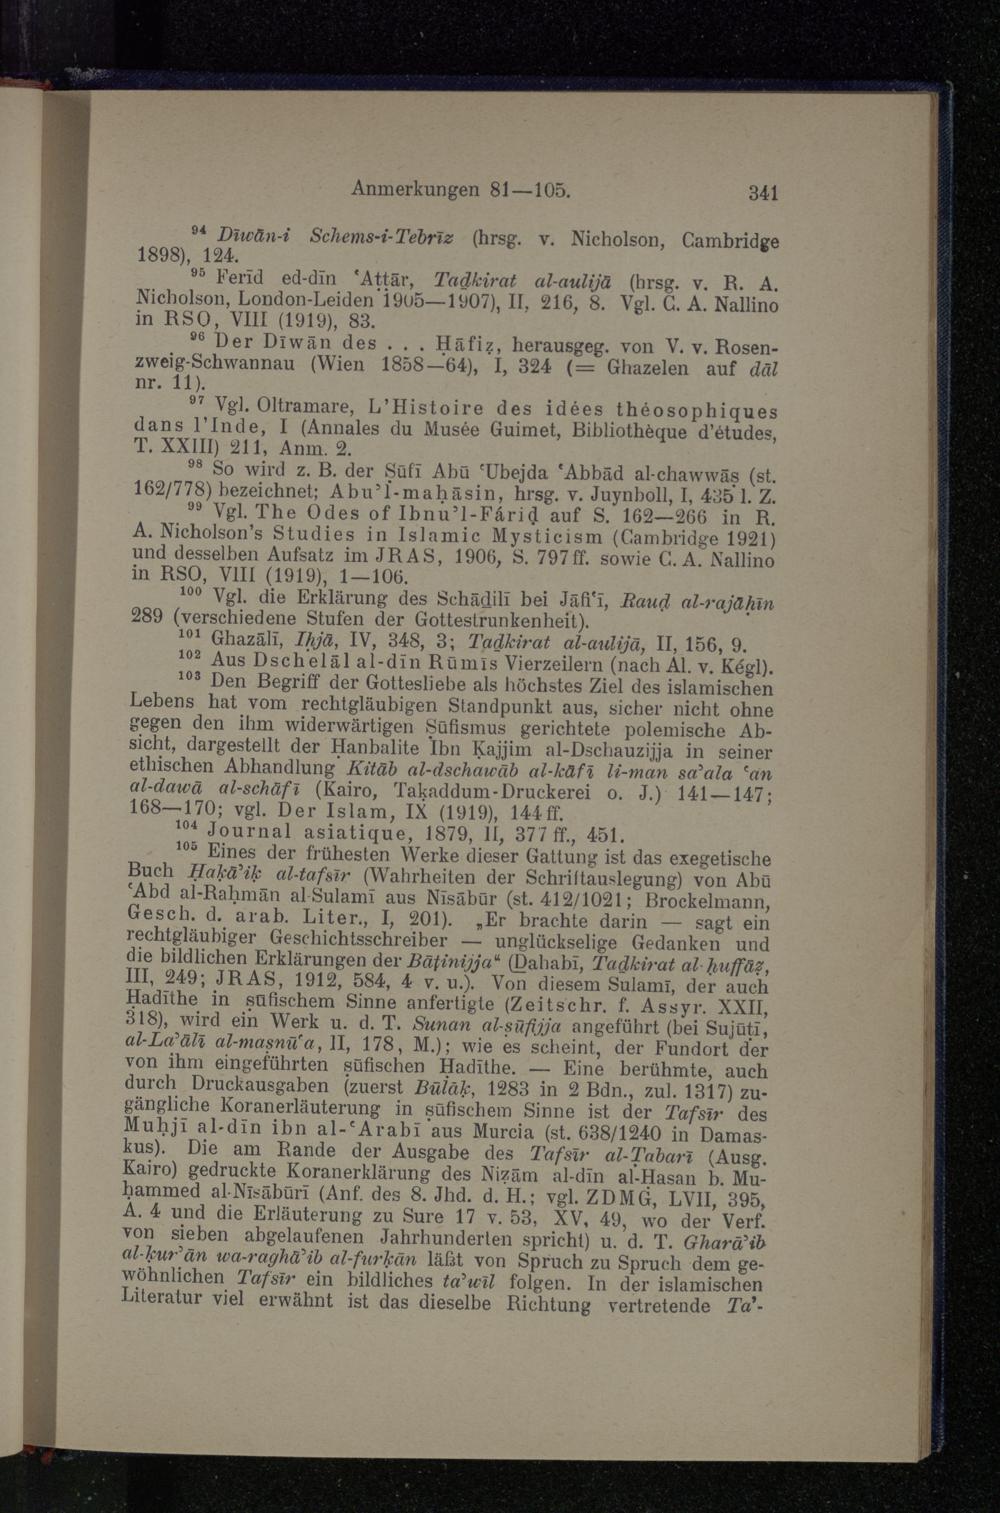 Anmerkungen 81—105. 341
⁹⁴ Dīwān-i Schems-i-Tebrīz (hrsg. v. Nicholson, Cambridge
1898), 124.
⁹⁵ Ferīd ed-dīn ʿAṭṭār, Taḏkirat al-aulijā (hrsg. v. R. A.
Nicholson, London-Leiden 1905—1907), II, 216, 8. Vgl. C. A. Nallino
in RSO, VIII (1919), 83.
⁹⁶ Der Dīwān des . . . Ḥāfiẓ, herausgeg. von V. v. Rosen-
zweig-Schwannau (Wien 1858—64), I, 324 (= Ghazelen auf dāl
nr. 11).
⁹⁷ Vgl. Oltramare, L'Histoire des idées théosophiques
dans l'Inde, I (Annales du Musée Guimet, Bibliothèque d'études,
T. XXIII) 211, Anm. 2.
⁹⁸ So wird z. B. der Ṣūfī Abū ʿUbejda ʿAbbād al-chawwāṣ (st.
162/778) bezeichnet; Abuʾl-maḥāsin, hrsg. v. Juynboll, I, 435 l. Z.
⁹⁹ Vgl. The Odes of Ibnuʾl-Fáriḍ auf S. 162—266 in R.
A. Nicholson's Studies in Islamic Mysticism (Cambridge 1921)
und desselben Aufsatz im JRAS, 1906, S. 797 ff. sowie C. A. Nallino
in RSO, VIII (1919), 1—106.
¹⁰⁰ Vgl. die Erklärung des Schāḏilī bei Jāfiʿī, Rauḍ al-rajāḥīn
289 (verschiedene Stufen der Gottestrunkenheit).
¹⁰¹ Ghazālī, Iḥjā, IV, 348, 3; Taḏkirat al-aulijā, II, 156, 9.
¹⁰² Aus Dschelāl al-dīn Rūmīs Vierzeilern (nach Al. v. Kégl).
¹⁰³ Den Begriff der Gottesliebe als höchstes Ziel des islamischen
Lebens hat vom rechtgläubigen Standpunkt aus, sicher nicht ohne
gegen den ihm widerwärtigen Ṣūfismus gerichtete polemische Ab-
sicht, dargestellt der Ḥanbalite Ibn Ḳajjim al-Dschauzijja in seiner
ethischen Abhandlung Kitāb al-dschawāb al-kāfī li-man saʾala ʿan
al-dawā al-schāfī (Kairo, Taḳaddum-Druckerei o. J.) 141—147;
168—170; vgl. Der Islam, IX (1919), 144 ff.
¹⁰⁴ Journal asiatique, 1879, II, 377 ff., 451.
¹⁰⁵ Eines der frühesten Werke dieser Gattung ist das exegetische
Buch Ḥaḳāʾiḳ al-tafsīr (Wahrheiten der Schriftauslegung) von Abū
ʿAbd al-Raḥmān al-Sulamī aus Nīsābūr (st. 412/1021; Brockelmann,
Gesch. d. arab. Liter., I, 201). „Er brachte darin — sagt ein
rechtgläubiger Geschichtsschreiber — unglückselige Gedanken und
die bildlichen Erklärungen der Bāṭinijja“ (Ḏahabī, Taḏkirat al-ḥuffāẓ,
III, 249; JRAS, 1912, 584, 4 v. u.). Von diesem Sulamī, der auch
Ḥadīthe in ṣūfischem Sinne anfertigte (Zeitschr. f. Assyr. XXII,
318), wird ein Werk u. d. T. Sunan al-ṣūfijja angeführt (bei Sujūṭī,
al-Laʾālī al-maṣnūʿa, II, 178, M.); wie es scheint, der Fundort der
von ihm eingeführten ṣūfischen Ḥadīthe. — Eine berühmte, auch
durch Druckausgaben (zuerst Būlāḳ, 1283 in 2 Bdn., zul. 1317) zu-
gängliche Koranerläuterung in ṣūfischem Sinne ist der Tafsīr des
Muḥjī al-dīn ibn al-ʿArabī aus Murcia (st. 638/1240 in Damas-
kus). Die am Rande der Ausgabe des Tafsīr al-Ṭabarī (Ausg.
Kairo) gedruckte Koranerklärung des Niẓām al-dīn al-Ḥasan b. Mu-
ḥammed al-Nīsābūrī (Anf. des 8. Jhd. d. H.; vgl. ZDMG, LVII, 395,
A. 4 und die Erläuterung zu Sure 17 v. 53, XV, 49, wo der Verf.
von sieben abgelaufenen Jahrhunderten spricht) u. d. T. Gharāʾib
al-ḳurʾān wa-raghāʾib al-furḳān läßt von Spruch zu Spruch dem ge-
wöhnlichen Tafsīr ein bildliches taʾwīl folgen. In der islamischen
Literatur viel erwähnt ist das dieselbe Richtung vertretende Taʾ-